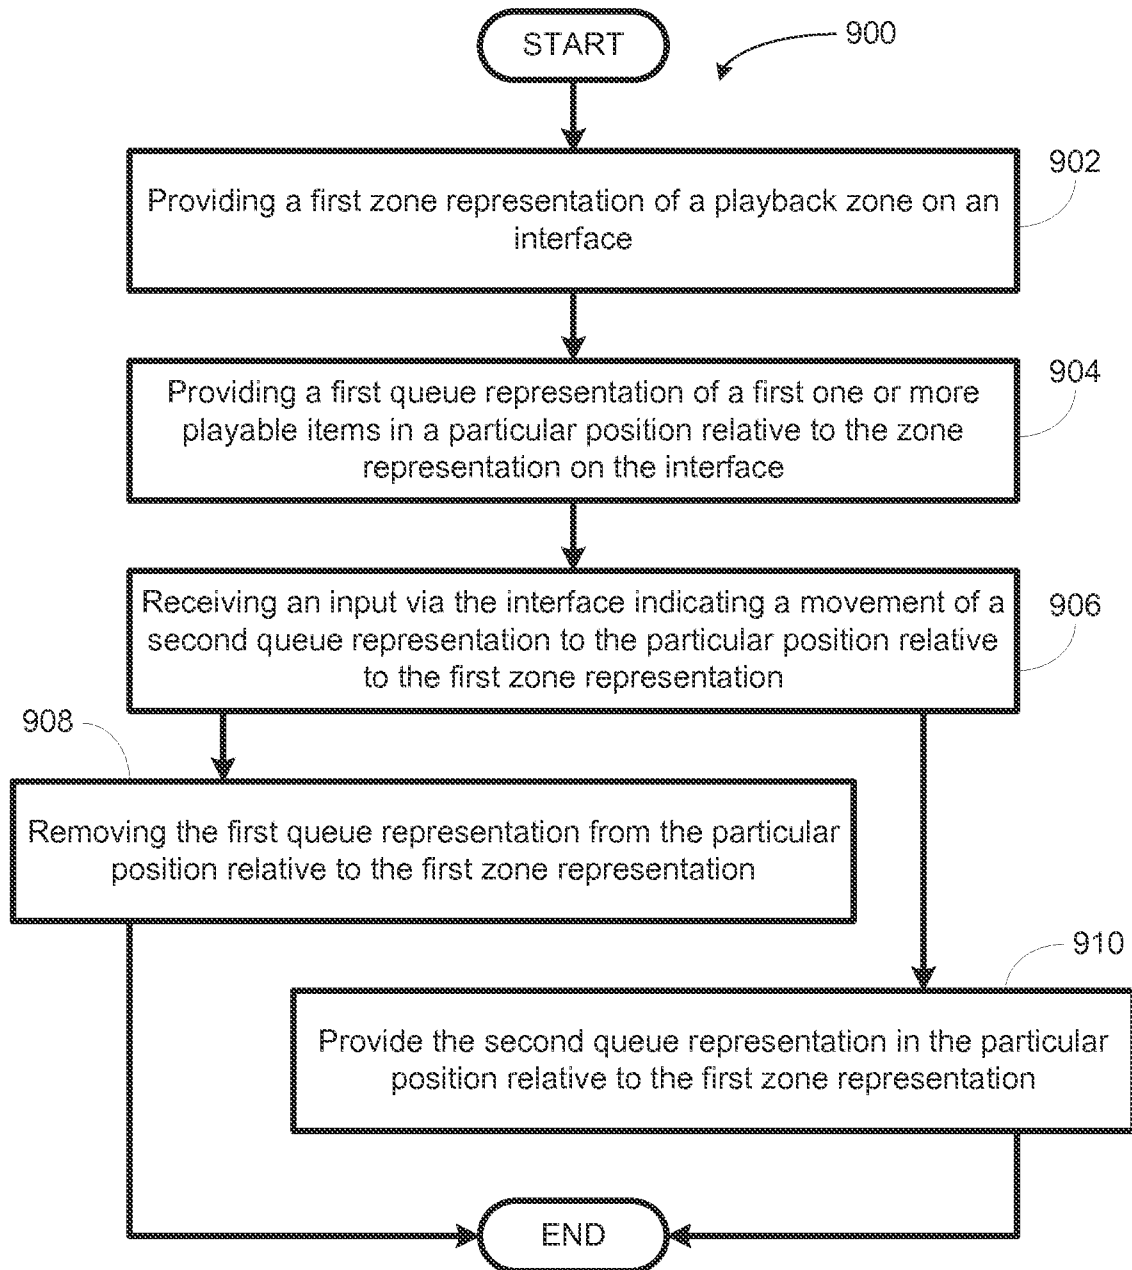 START
900
902
Providing a first zone representation of a playback zone on an
interface
904
Providing a first queue representation of a first one or more
playable items in a particular position relative to the zone
representation on the interface
906
Receiving an input via the interface indicating a movement of a
second queue representation to the particular position relative
to the first zone representation
908
Removing the first queue representation from the particular
position relative to the first zone representation
910
Provide the second queue representation in the particular
position relative to the first zone representation
END